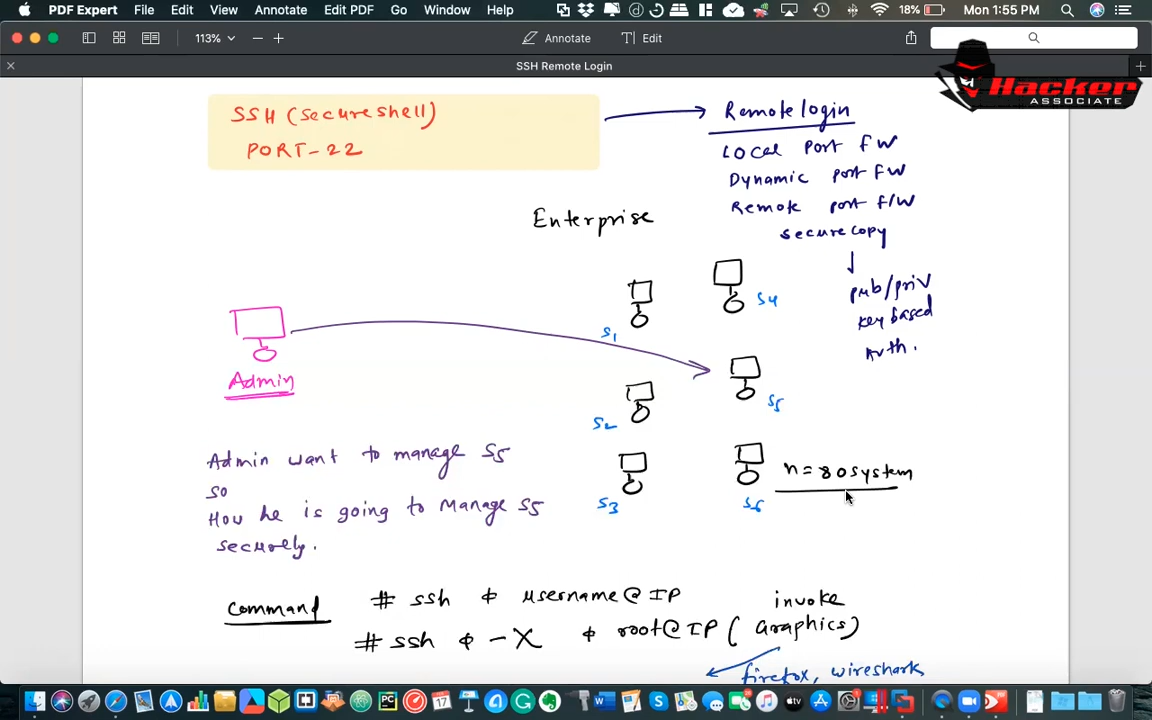 PDF Expert File Edit View Annotate Edit PDF Go Window Help 18% Mon 1:55 PM
113% Annotate Edit
SSH Remote Login
Hacker
ASSOCIATE
SSH (secureshell)
PORT-22
Remote login
Local port FW
Dynamic port FW
Remote port F/W
securecopy
pub/priv
key based
Auth.
Enterprise
S1
S4
Admin
S2
S5
S3
S6
n = 80 system
Admin want to manage S5
so
How he is going to manage S5
securely.
Command
# ssh ϕ username@IP
# ssh ϕ -X ϕ root@IP (
invoke
Graphics)
firefox, wireshark